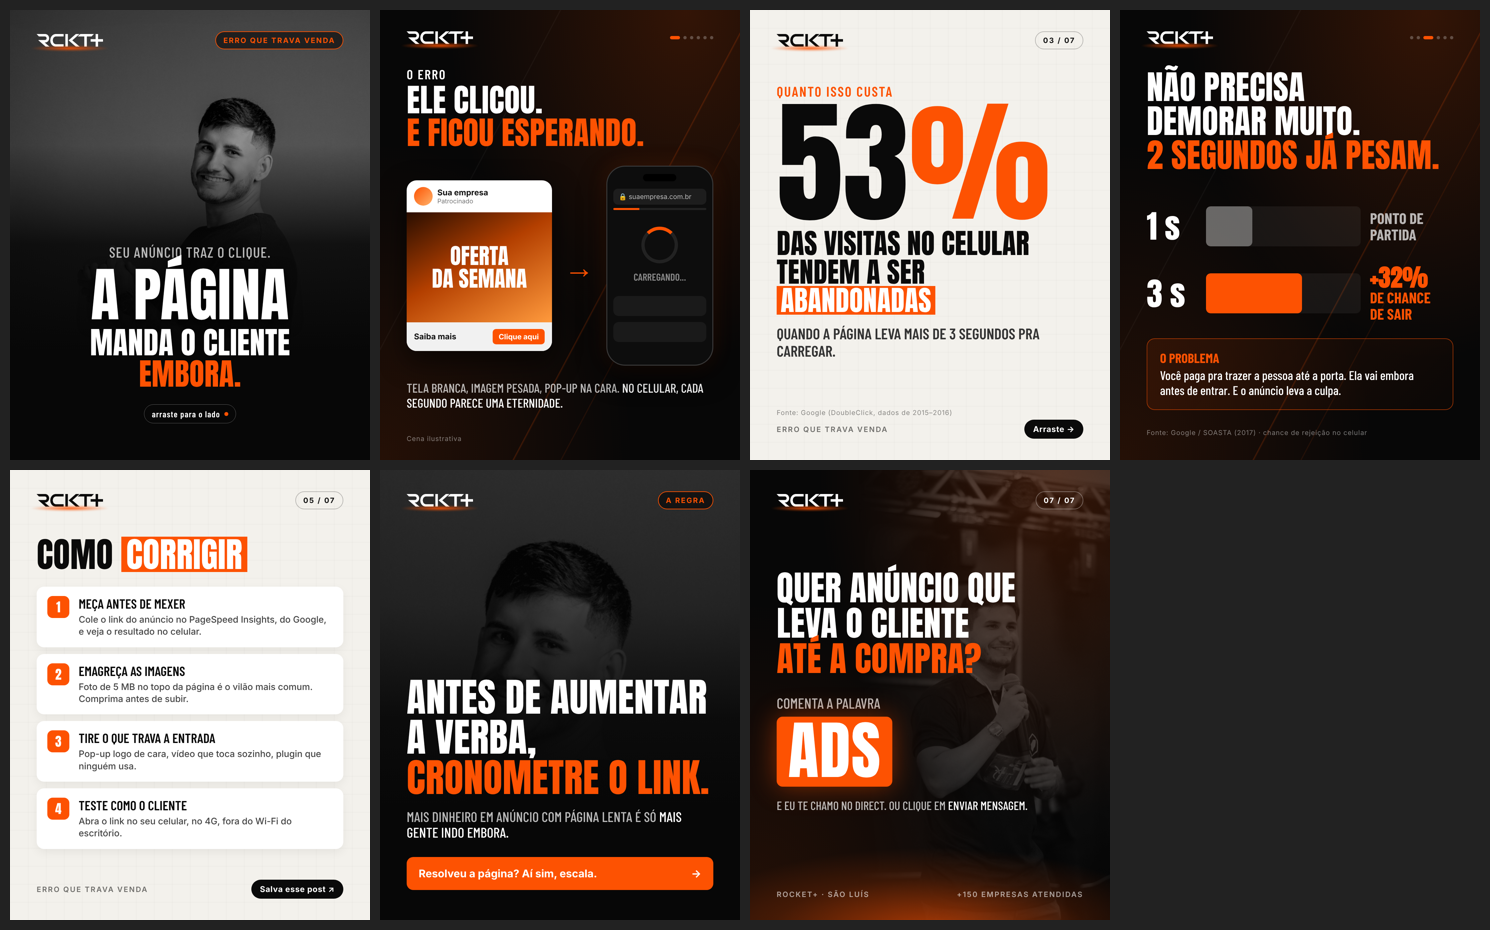 RCKT+
ERRO QUE TRAVA VENDA
SEU ANÚNCIO TRAZ O CLIQUE.
A PÁGINA
MANDA O CLIENTE
EMBORA.
arraste para o lado
RCKT+
O ERRO
ELE CLICOU.
E FICOU ESPERANDO.
Sua empresa
Patrocinado
OFERTA
DA SEMANA
Saiba mais
Clique aqui
→
suaempresa.com.br
CARREGANDO...
TELA BRANCA, IMAGEM PESADA, POP-UP NA CARA. NO CELULAR, CADA
SEGUNDO PARECE UMA ETERNIDADE.
Cena ilustrativa
RCKT+
03 / 07
QUANTO ISSO CUSTA
53%
DAS VISITAS NO CELULAR
TENDEM A SER
ABANDONADAS
QUANDO A PÁGINA LEVA MAIS DE 3 SEGUNDOS PRA
CARREGAR.
Fonte: Google (DoubleClick, dados de 2015–2016)
ERRO QUE TRAVA VENDA
Arraste →
RCKT+
NÃO PRECISA
DEMORAR MUITO.
2 SEGUNDOS JÁ PESAM.
1 s
PONTO DE
PARTIDA
3 s
+32%
DE CHANCE
DE SAIR
O PROBLEMA
Você paga pra trazer a pessoa até a porta. Ela vai embora
antes de entrar. E o anúncio leva a culpa.
Fonte: Google / SOASTA (2017) · chance de rejeição no celular
RCKT+
05 / 07
COMO CORRIGIR
1
MEÇA ANTES DE MEXER
Cole o link do anúncio no PageSpeed Insights, do Google,
e veja o resultado no celular.
2
EMAGREÇA AS IMAGENS
Foto de 5 MB no topo da página é o vilão mais comum.
Comprima antes de subir.
3
TIRE O QUE TRAVA A ENTRADA
Pop-up logo de cara, vídeo que toca sozinho, plugin que
ninguém usa.
4
TESTE COMO O CLIENTE
Abra o link no seu celular, no 4G, fora do Wi-Fi do
escritório.
ERRO QUE TRAVA VENDA
Salva esse post ↗
RCKT+
A REGRA
ANTES DE AUMENTAR
A VERBA,
CRONOMETRE O LINK.
MAIS DINHEIRO EM ANÚNCIO COM PÁGINA LENTA É SÓ MAIS
GENTE INDO EMBORA.
Resolveu a página? Aí sim, escala. →
RCKT+
07 / 07
QUER ANÚNCIO QUE
LEVA O CLIENTE
ATÉ A COMPRA?
COMENTA A PALAVRA
ADS
E EU TE CHAMO NO DIRECT. OU CLIQUE EM ENVIAR MENSAGEM.
ROCKET+ · SÃO LUÍS
+150 EMPRESAS ATENDIDAS